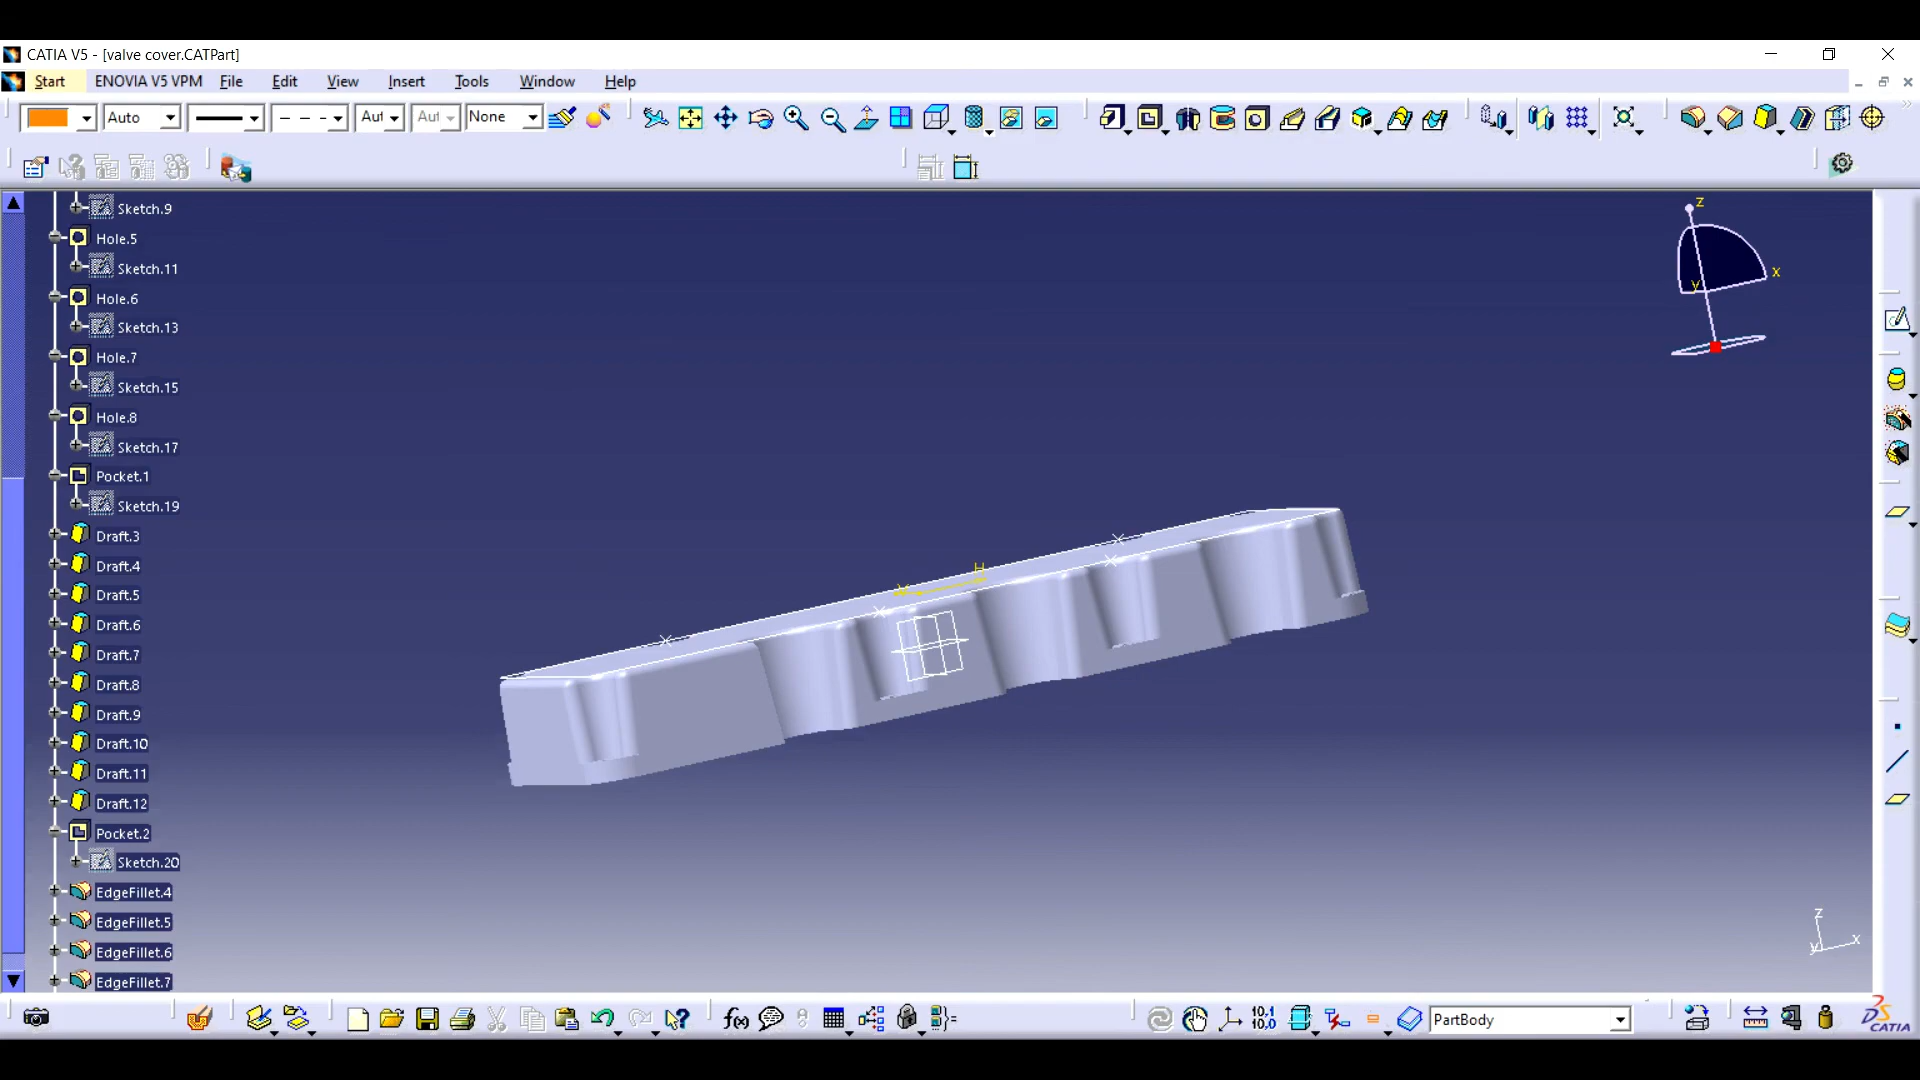 CATIA V5 - [valve cover.CATPart]
Start ENOVIA V5 VPM File Edit View Insert Tools Window Help
Auto Aut Aut None
Sketch.9
Hole.5
Sketch.11
Hole.6
Sketch.13
Hole.7
Sketch.15
Hole.8
Sketch.17
Pocket.1
Sketch.19
Draft.3
Draft.4
Draft.5
Draft.6
Draft.7
Draft.8
Draft.9
Draft.10
Draft.11
Draft.12
Pocket.2
Sketch.20
EdgeFillet.4
EdgeFillet.5
EdgeFillet.6
EdgeFillet.7
z
x
y
H
V
z
x
y
f(x)
10,1
10,0
PartBody
CATIA